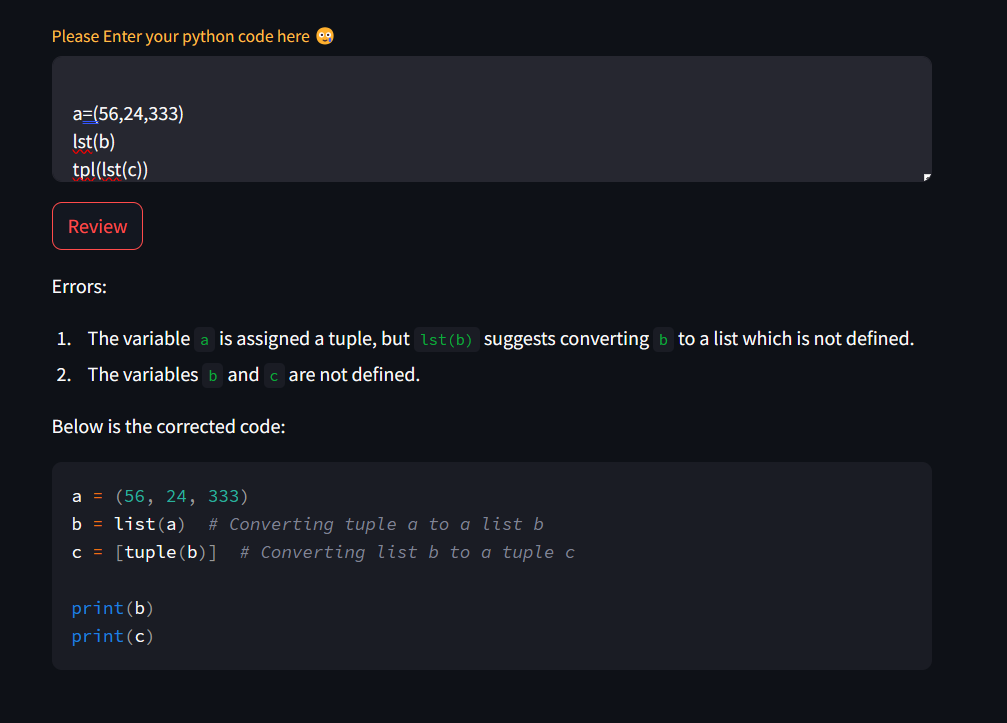 Please Enter your python code here 🤪
a=(56,24,333)
lst(b)
tpl(lst(c))
Review
Errors:
1. The variable a is assigned a tuple, but lst(b) suggests converting b to a list which is not defined.
2. The variables b and c are not defined.
Below is the corrected code:
a = (56, 24, 333)
b = list(a)  # Converting tuple a to a list b
c = [tuple(b)]  # Converting list b to a tuple c
print(b)
print(c)